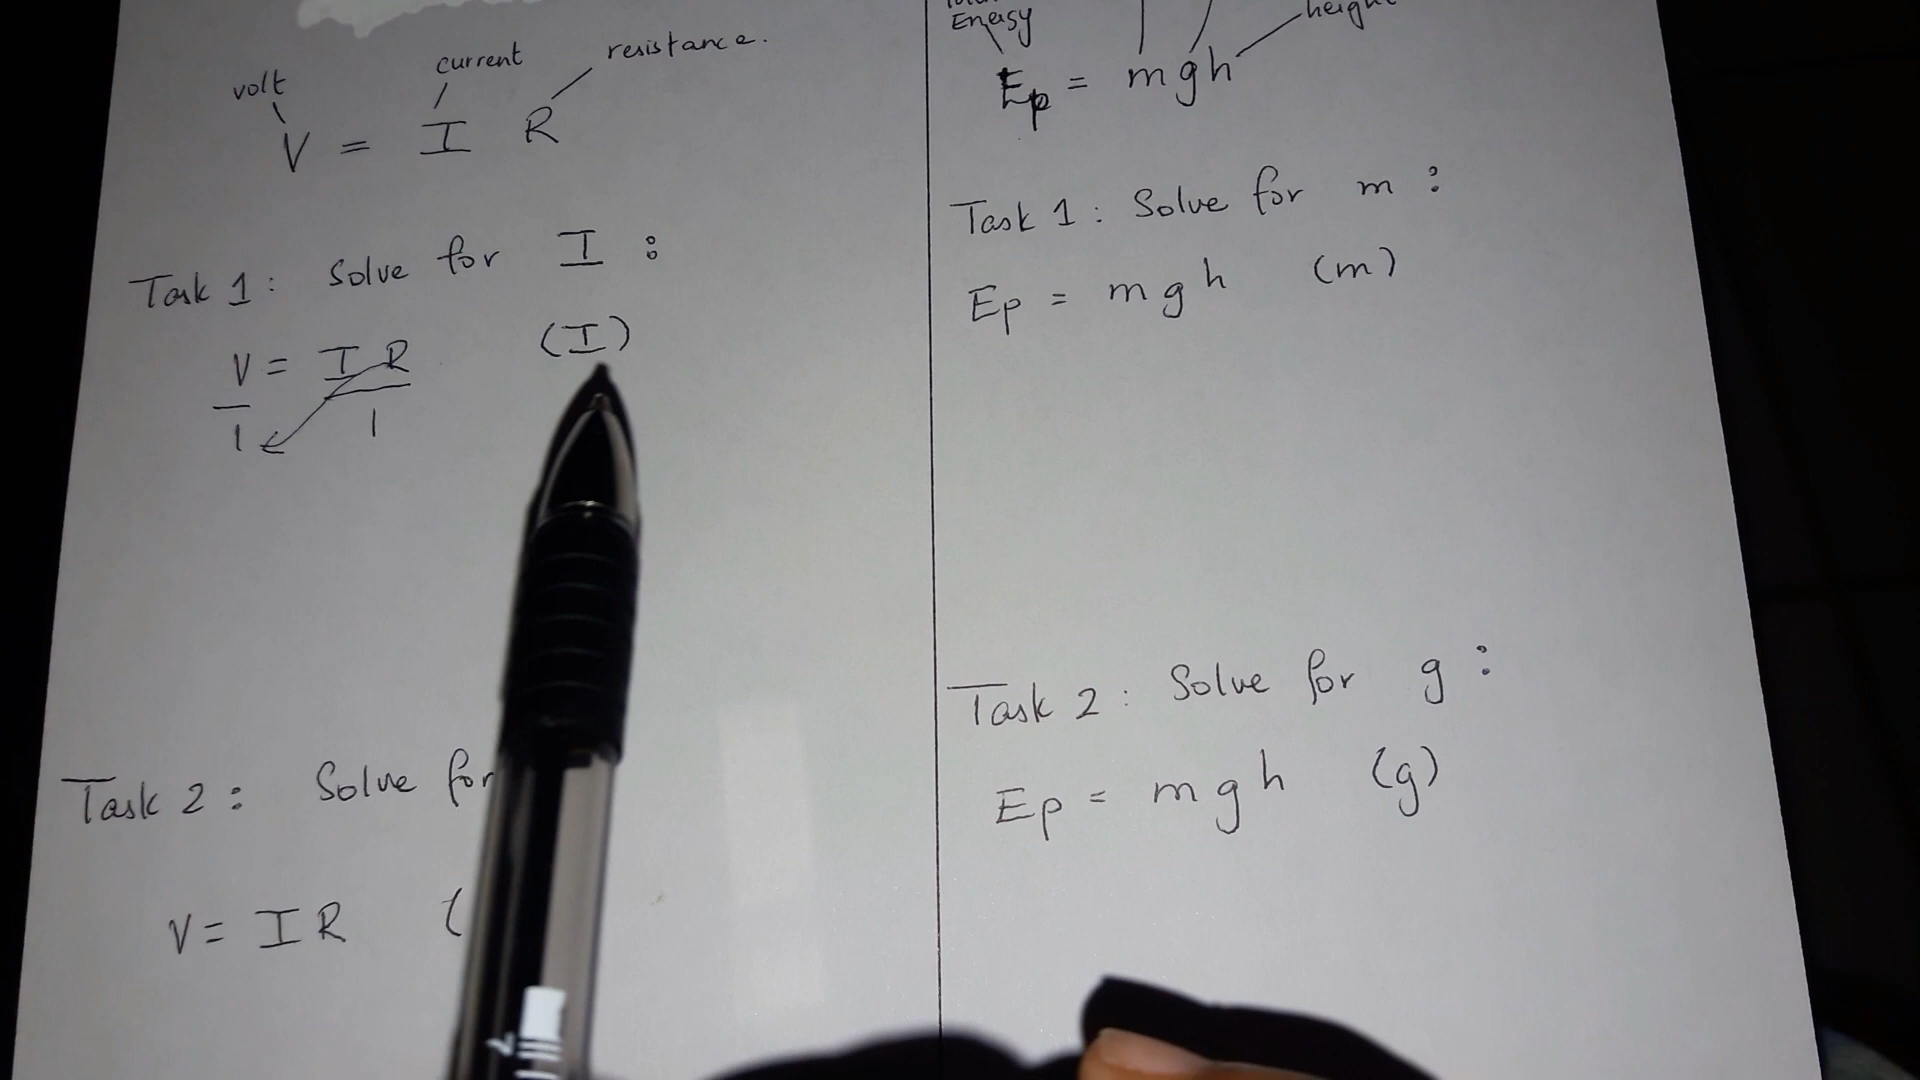 volt
current
resistance.
V = I R
Task 1: Solve for I :
V = I R (I)
1 1
Task 2: Solve for
V = I R (
Energy
height
Ep = mgh
Task 1: Solve for m :
Ep = mgh (m)
Task 2: Solve for g :
Ep = mgh (g)